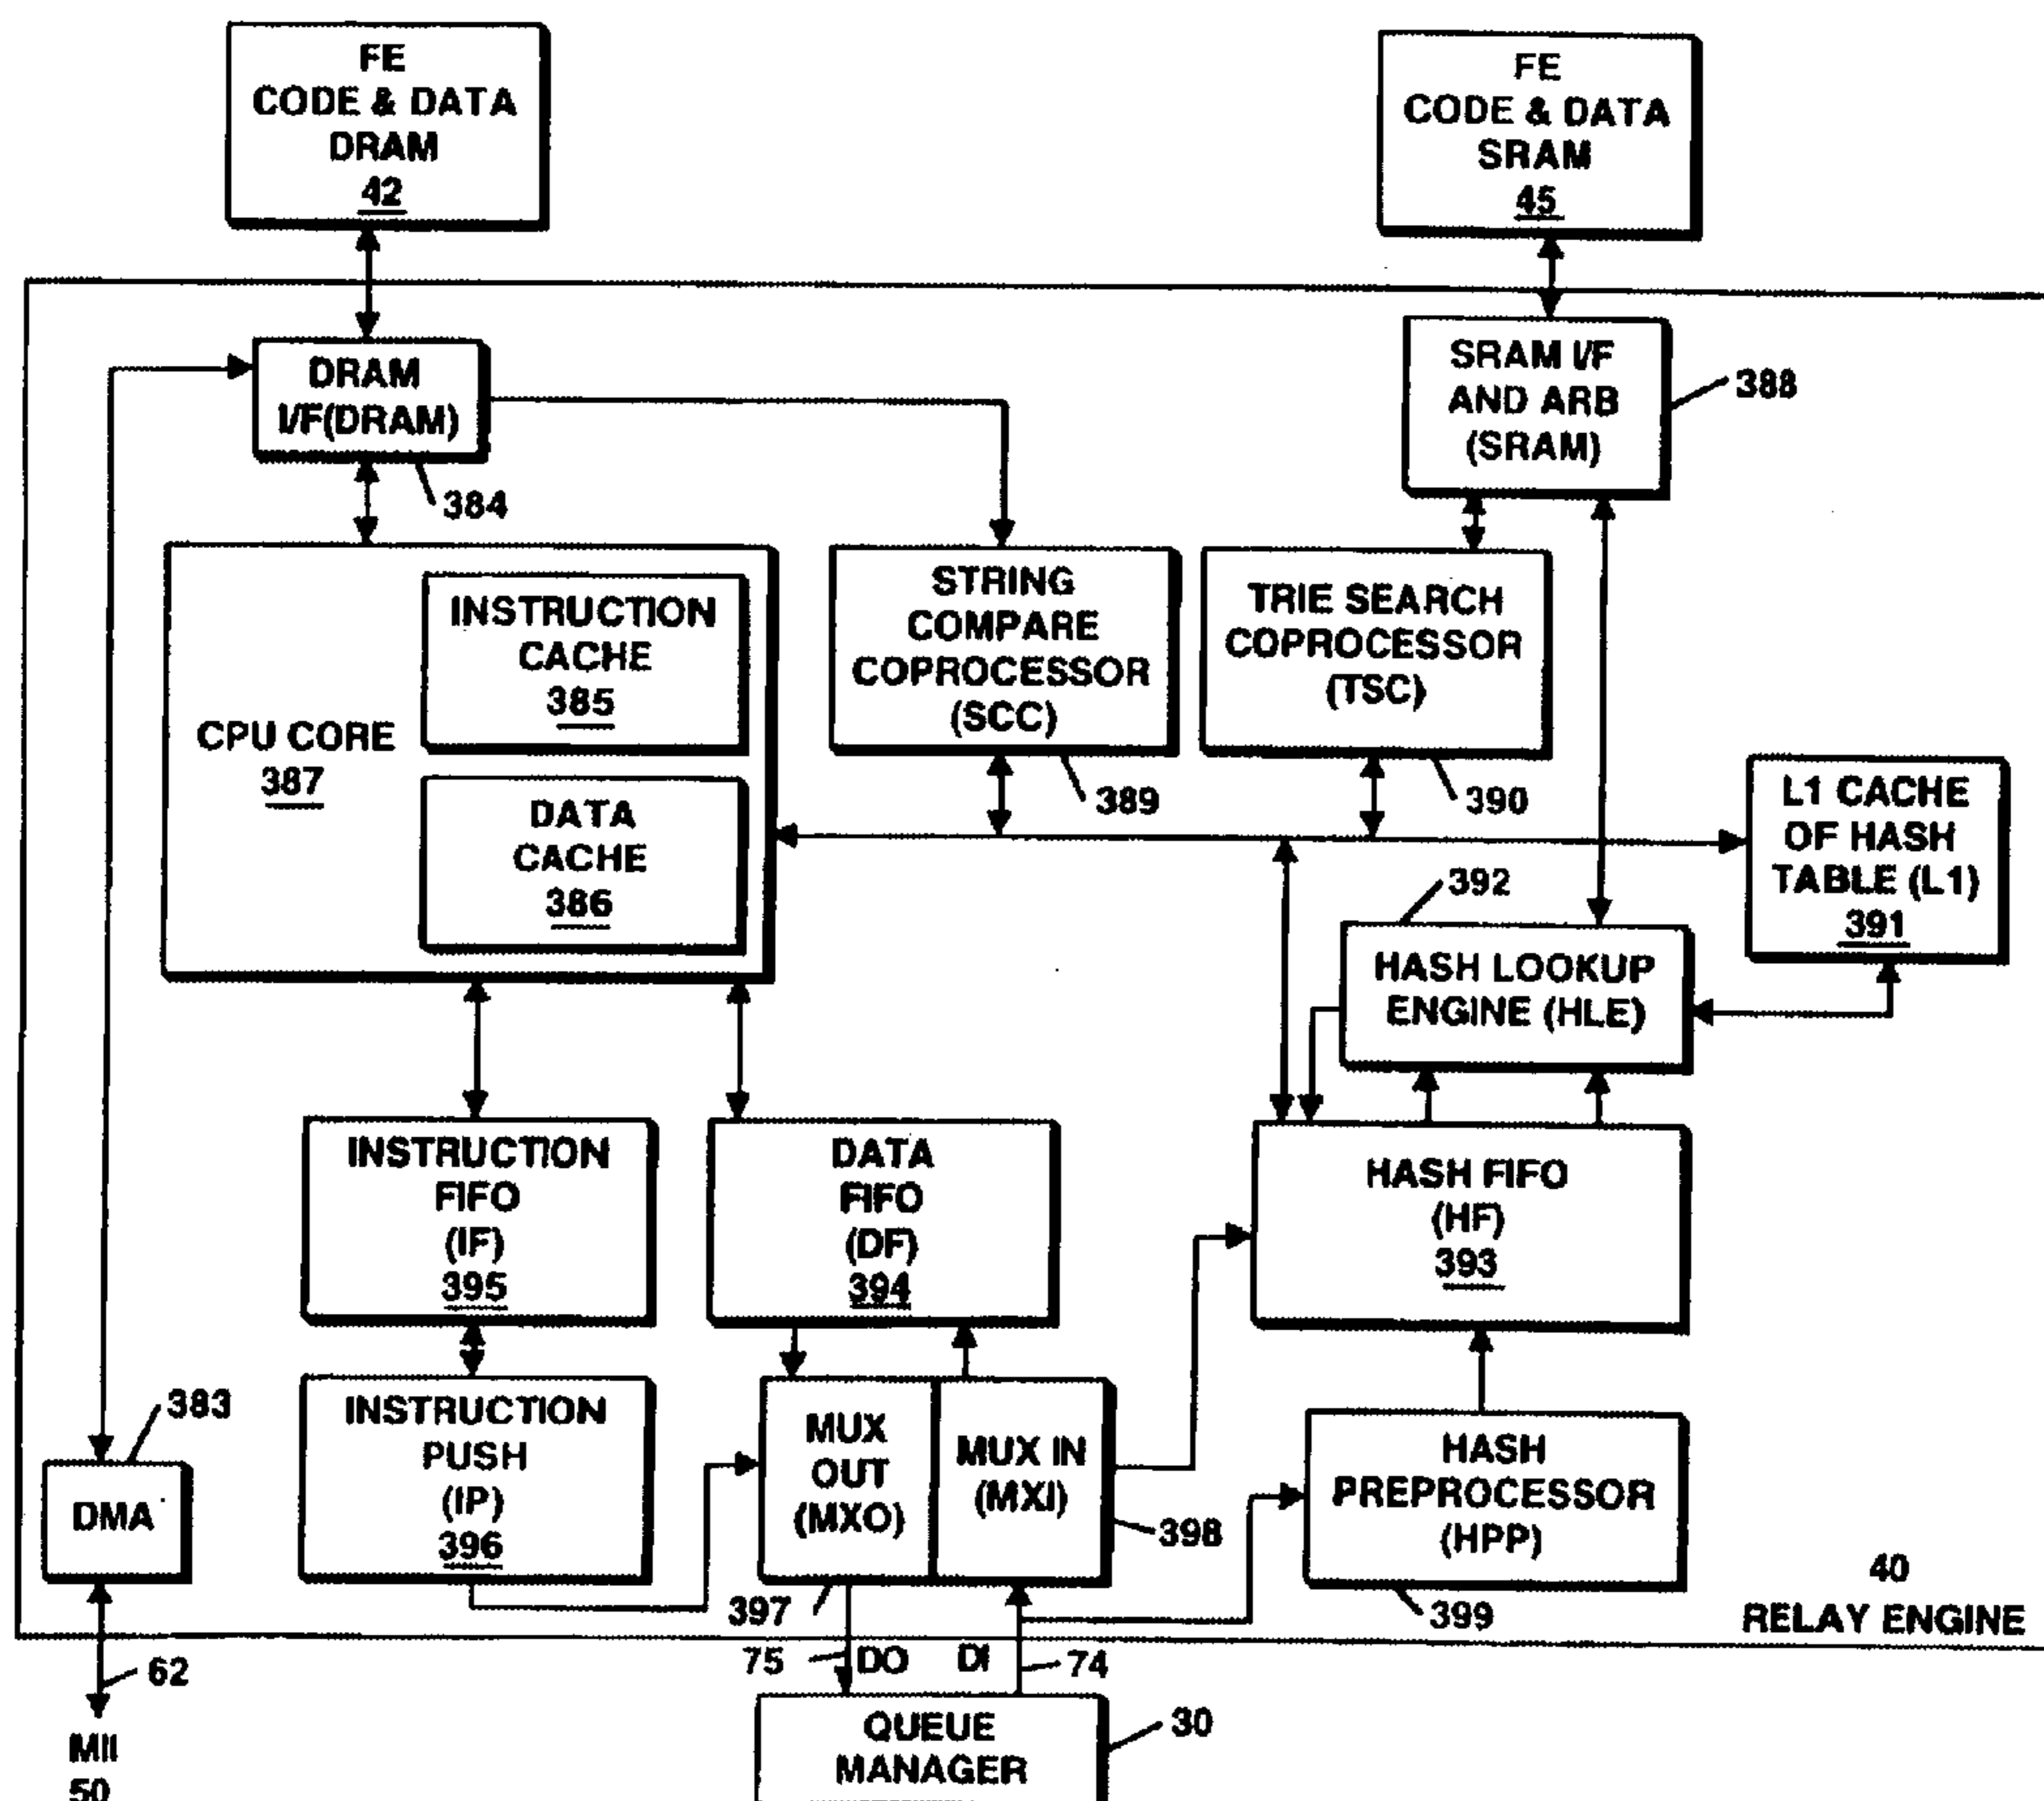 FE
CODE & DATA
DRAM
42
FE
CODE & DATA
SRAM
45
DRAM
I/F(DRAM)
384
SRAM I/F
AND ARB
(SRAM)
388
CPU CORE
387
INSTRUCTION
CACHE
385
DATA
CACHE
386
STRING
COMPARE
COPROCESSOR
(SCC)
389
TRIE SEARCH
COPROCESSOR
(TSC)
390
L1 CACHE
OF HASH
TABLE (L1)
391
392
HASH LOOKUP
ENGINE (HLE)
INSTRUCTION
FIFO
(IF)
395
DATA
FIFO
(DF)
394
HASH FIFO
(HF)
393
383
DMA
INSTRUCTION
PUSH
(IP)
396
MUX
OUT
(MXO)
397
MUX IN
(MXI)
398
HASH
PREPROCESSOR
(HPP)
399
40
RELAY ENGINE
62
MII
50
75
DO
DI
74
QUEUE
MANAGER
30